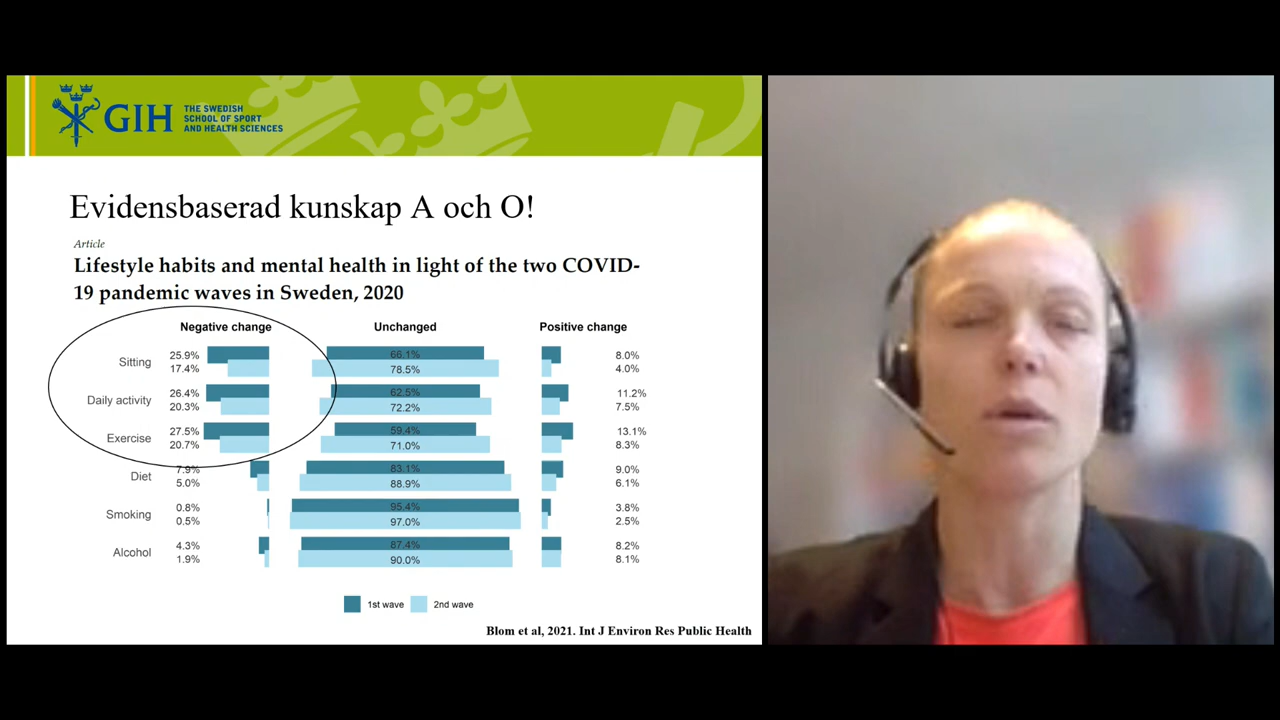 GIH
THE SWEDISH
SCHOOL OF SPORT
AND HEALTH SCIENCES
Evidensbaserad kunskap A och O!
Article
Lifestyle habits and mental health in light of the two COVID-
19 pandemic waves in Sweden, 2020
Negative change Unchanged Positive change
Sitting
25.9% 66.1% 8.0%
17.4% 78.5% 4.0%
Daily activity
26.4% 62.5% 11.2%
20.3% 72.2% 7.5%
Exercise
27.5% 59.4% 13.1%
20.7% 71.0% 8.3%
Diet
7.9% 83.1% 9.0%
5.0% 88.9% 6.1%
Smoking
0.8% 95.4% 3.8%
0.5% 97.0% 2.5%
Alcohol
4.3% 87.4% 8.2%
1.9% 90.0% 8.1%
1st wave 2nd wave
Blom et al, 2021. Int J Environ Res Public Health